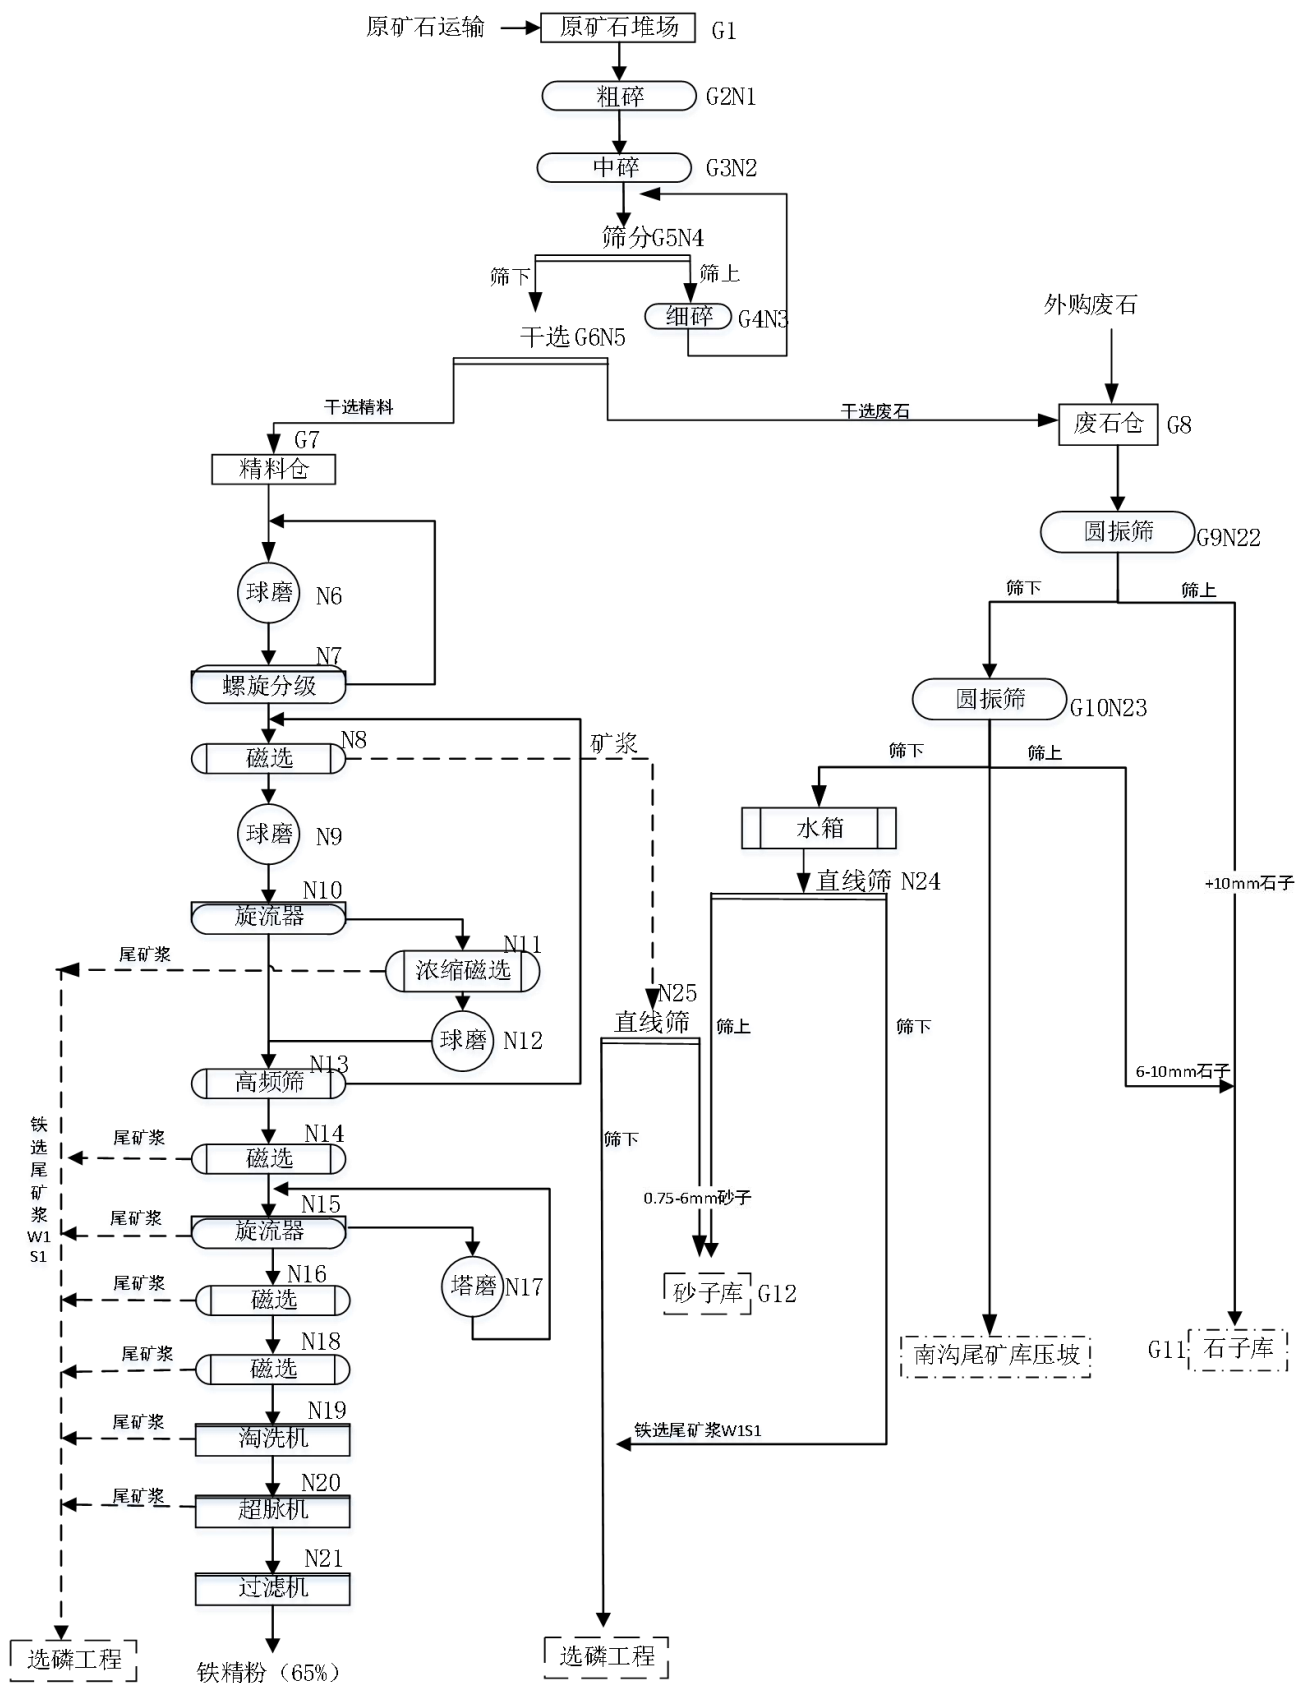 原矿石运输
原矿石堆场
G1
粗碎
G2N1
中碎
G3N2
筛分G5N4
筛下
筛上
细碎
G4N3
干选G6N5
外购废石
干选精料
干选废石
废石仓
G8
G7
精料仓
圆振筛
G9N22
筛下
筛上
球磨
N6
N7
螺旋分级
圆振筛
G10N23
N8
磁选
矿浆
筛下
筛上
水箱
球磨
N9
直线筛 N24
+10mm石子
N10
旋流器
N11
浓缩磁选
尾矿浆
N25
直线筛
筛上
筛下
球磨
N12
N13
高频筛
6-10mm石子
铁选尾矿浆W1S1
尾矿浆
N14
磁选
筛下
0.75-6mm砂子
尾矿浆
N15
旋流器
尾矿浆
N16
磁选
塔磨
N17
砂子库
G12
尾矿浆
N18
磁选
南沟尾矿库压坡
G11
石子库
尾矿浆
N19
淘洗机
铁选尾矿浆W1S1
尾矿浆
N20
超脉机
N21
过滤机
选磷工程
铁精粉（65%）
选磷工程